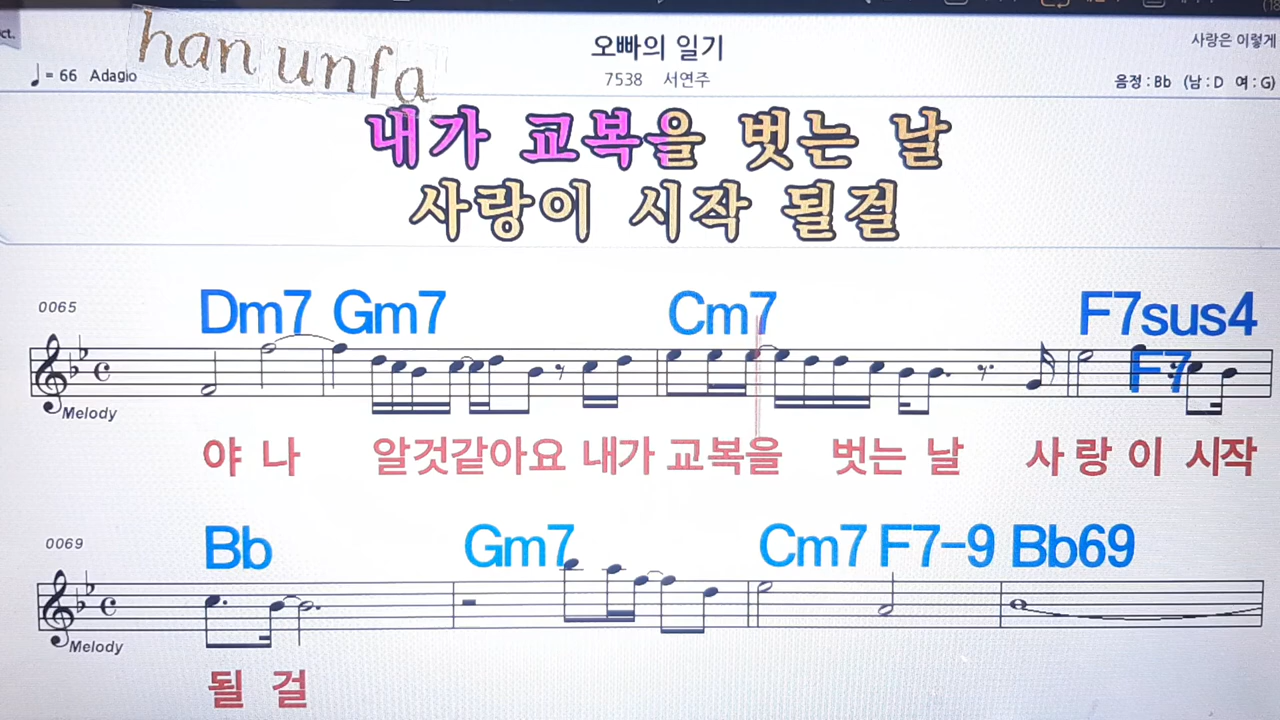 ct.
han unfa
오빠의 일기
사랑은 이렇게
♩= 66 Adagio
7538 서연주
음정 : Bb (남 : D 여 : G)
내가 교복을 벗는 날
사랑이 시작 될걸
0065
Dm7 Gm7 Cm7 F7sus4
F7
Melody
야 나 알것같아요 내가 교복을 벗는 날 사 랑 이 시작
0069
Bb Gm7 Cm7 F7-9 Bb69
Melody
될 걸